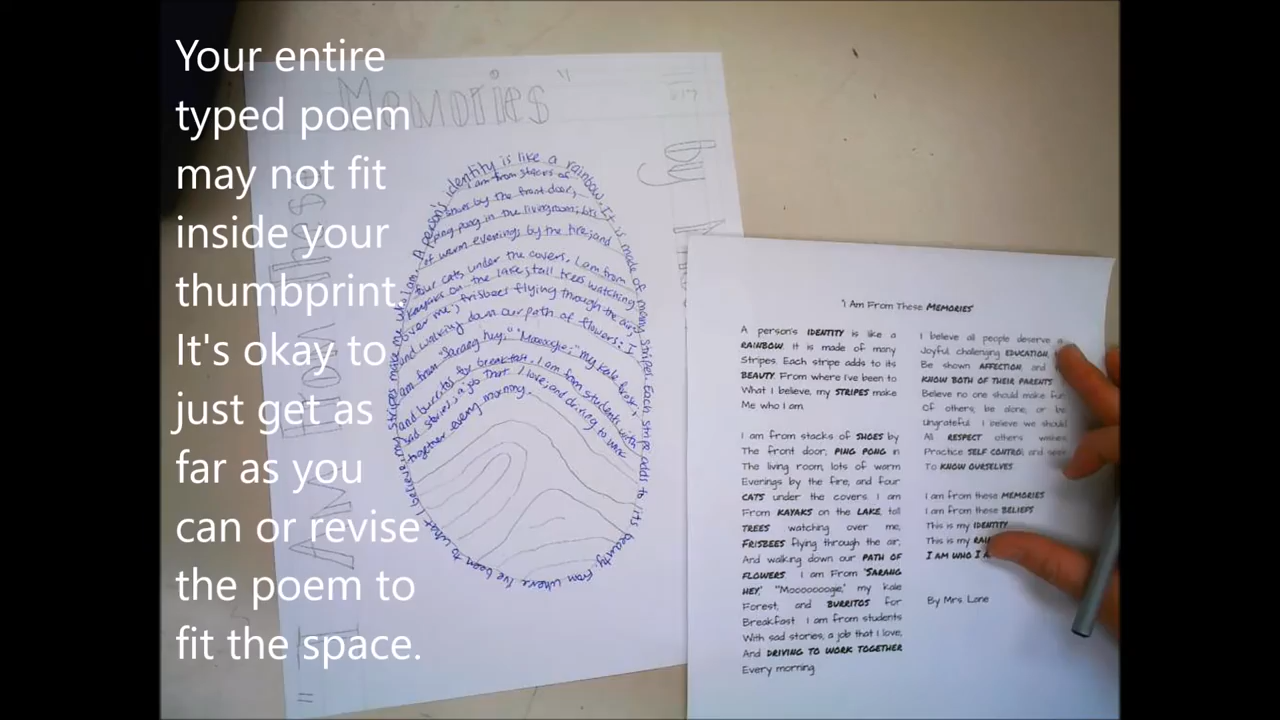 Your entire
typed poem
may not fit
inside your
thumbprint.
It's okay to
just get as
far as you
can or revise
the poem to
fit the space.
"I AM From These
Memories"
by
A person's identity is like a rainbow. It is made of many stripes. Each stripe adds to its beauty. From where I've been to what I believe, my stripes make me who I am.
I am from stacks of
shoes by the front door,
ping pong in the livingroom, lots
of warm evenings by the fire, and
four cats under the covers. I am from
kayaks on the lake, tall trees watching
over me, frisbees flying through the air,
and walking down our path of flowers. I
am from "Sarang hey,"
my kale forest,
and burritos for breakfast. I am from students with
sad stories, a job that I love, and driving to work
together every morning.
"I Am From These MEMORIES
A person's IDENTITY is like a
RAINBOW. It is made of many
Stripes. Each stripe adds to its
BEAUTY. From where I've been to
What I believe, my STRIPES make
Me who I am.
I am from stacks of SHOES by
The front door, PING PONG in
The living room, lots of warm
Evenings by the fire, and four
CATS under the covers. I am
From KAYAKS on the LAKE, tall
TREES watching over me,
FRISBEES flying through the air,
And walking down our PATH OF
FLOWERS. I am From "SARANG
HEY," "Mooooooogie," my kale
Forest, and BURRITOS for
Breakfast. I am from students
With sad stories, a job that I love,
And DRIVING TO WORK TOGETHER
Every morning.
I believe all people deserve a
Joyful, challenging EDUCATION,
Be shown AFFECTION and
KNOW BOTH OF THEIR PARENTS
Believe no one should make fun
Of others, be alone, or be
Ungrateful. I believe we should
All RESPECT others
Practice SELF CONTROL, and
To KNOW OURSELVES.
I am from these MEMORIES
I am from these BELIEFS
This is my IDENTITY
This is my
I AM WHO I
By Mrs. Lane